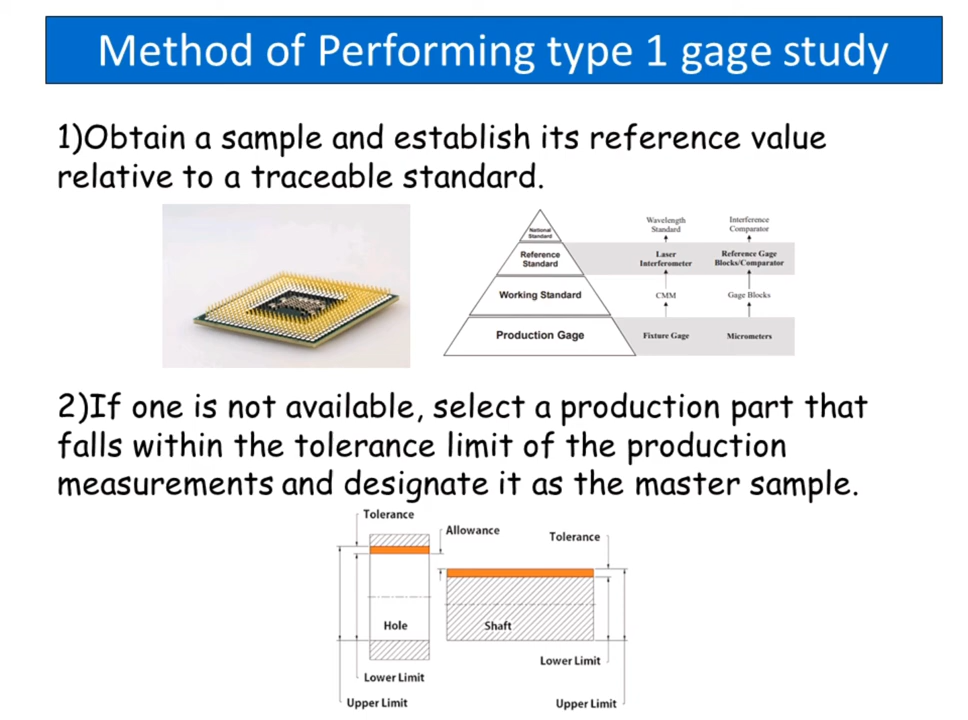 Method of Performing type 1 gage study
1)Obtain a sample and establish its reference value
relative to a traceable standard.
National
Standard
Reference
Standard
Working Standard
Production Gage
Wavelength
Standard
Laser
Interferometer
CMM
Fixture Gage
Interference
Comparator
Reference Gage
Blocks/Comparator
Gage Blocks
Micrometers
2)If one is not available, select a production part that
falls within the tolerance limit of the production
measurements and designate it as the master sample.
Tolerance
Allowance
Tolerance
Hole
Shaft
Lower Limit
Lower Limit
Upper Limit
Upper Limit